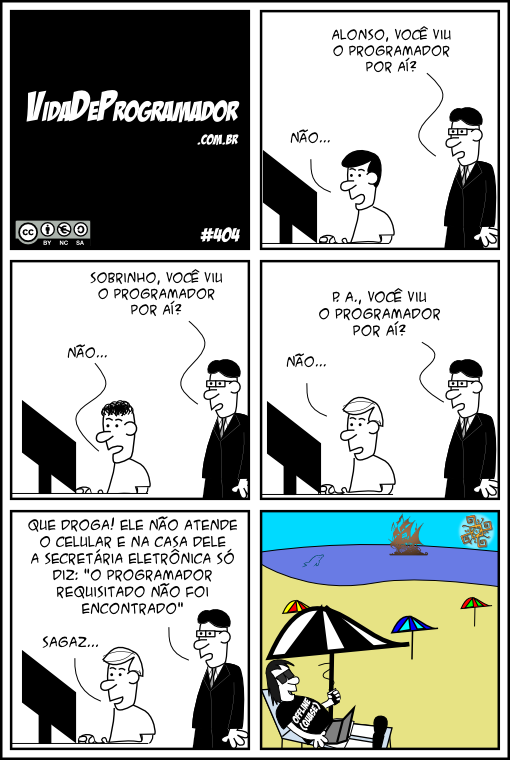 VIDADEPROGRAMADOR
.COM.BR
CC
BY NC SA
#404
ALONSO, VOCÊ VIU
O PROGRAMADOR
POR AÍ?
NÃO...
SOBRINHO, VOCÊ VIU
O PROGRAMADOR
POR AÍ?
NÃO...
P. A., VOCÊ VIU
O PROGRAMADOR
POR AÍ?
NÃO...
QUE DROGA! ELE NÃO ATENDE
O CELULAR E NA CASA DELE
A SECRETÁRIA ELETRÔNICA SÓ
DIZ: "O PROGRAMADOR
REQUISITADO NÃO FOI
ENCONTRADO"
SAGAZ...
OFFLINE
(QUASE)